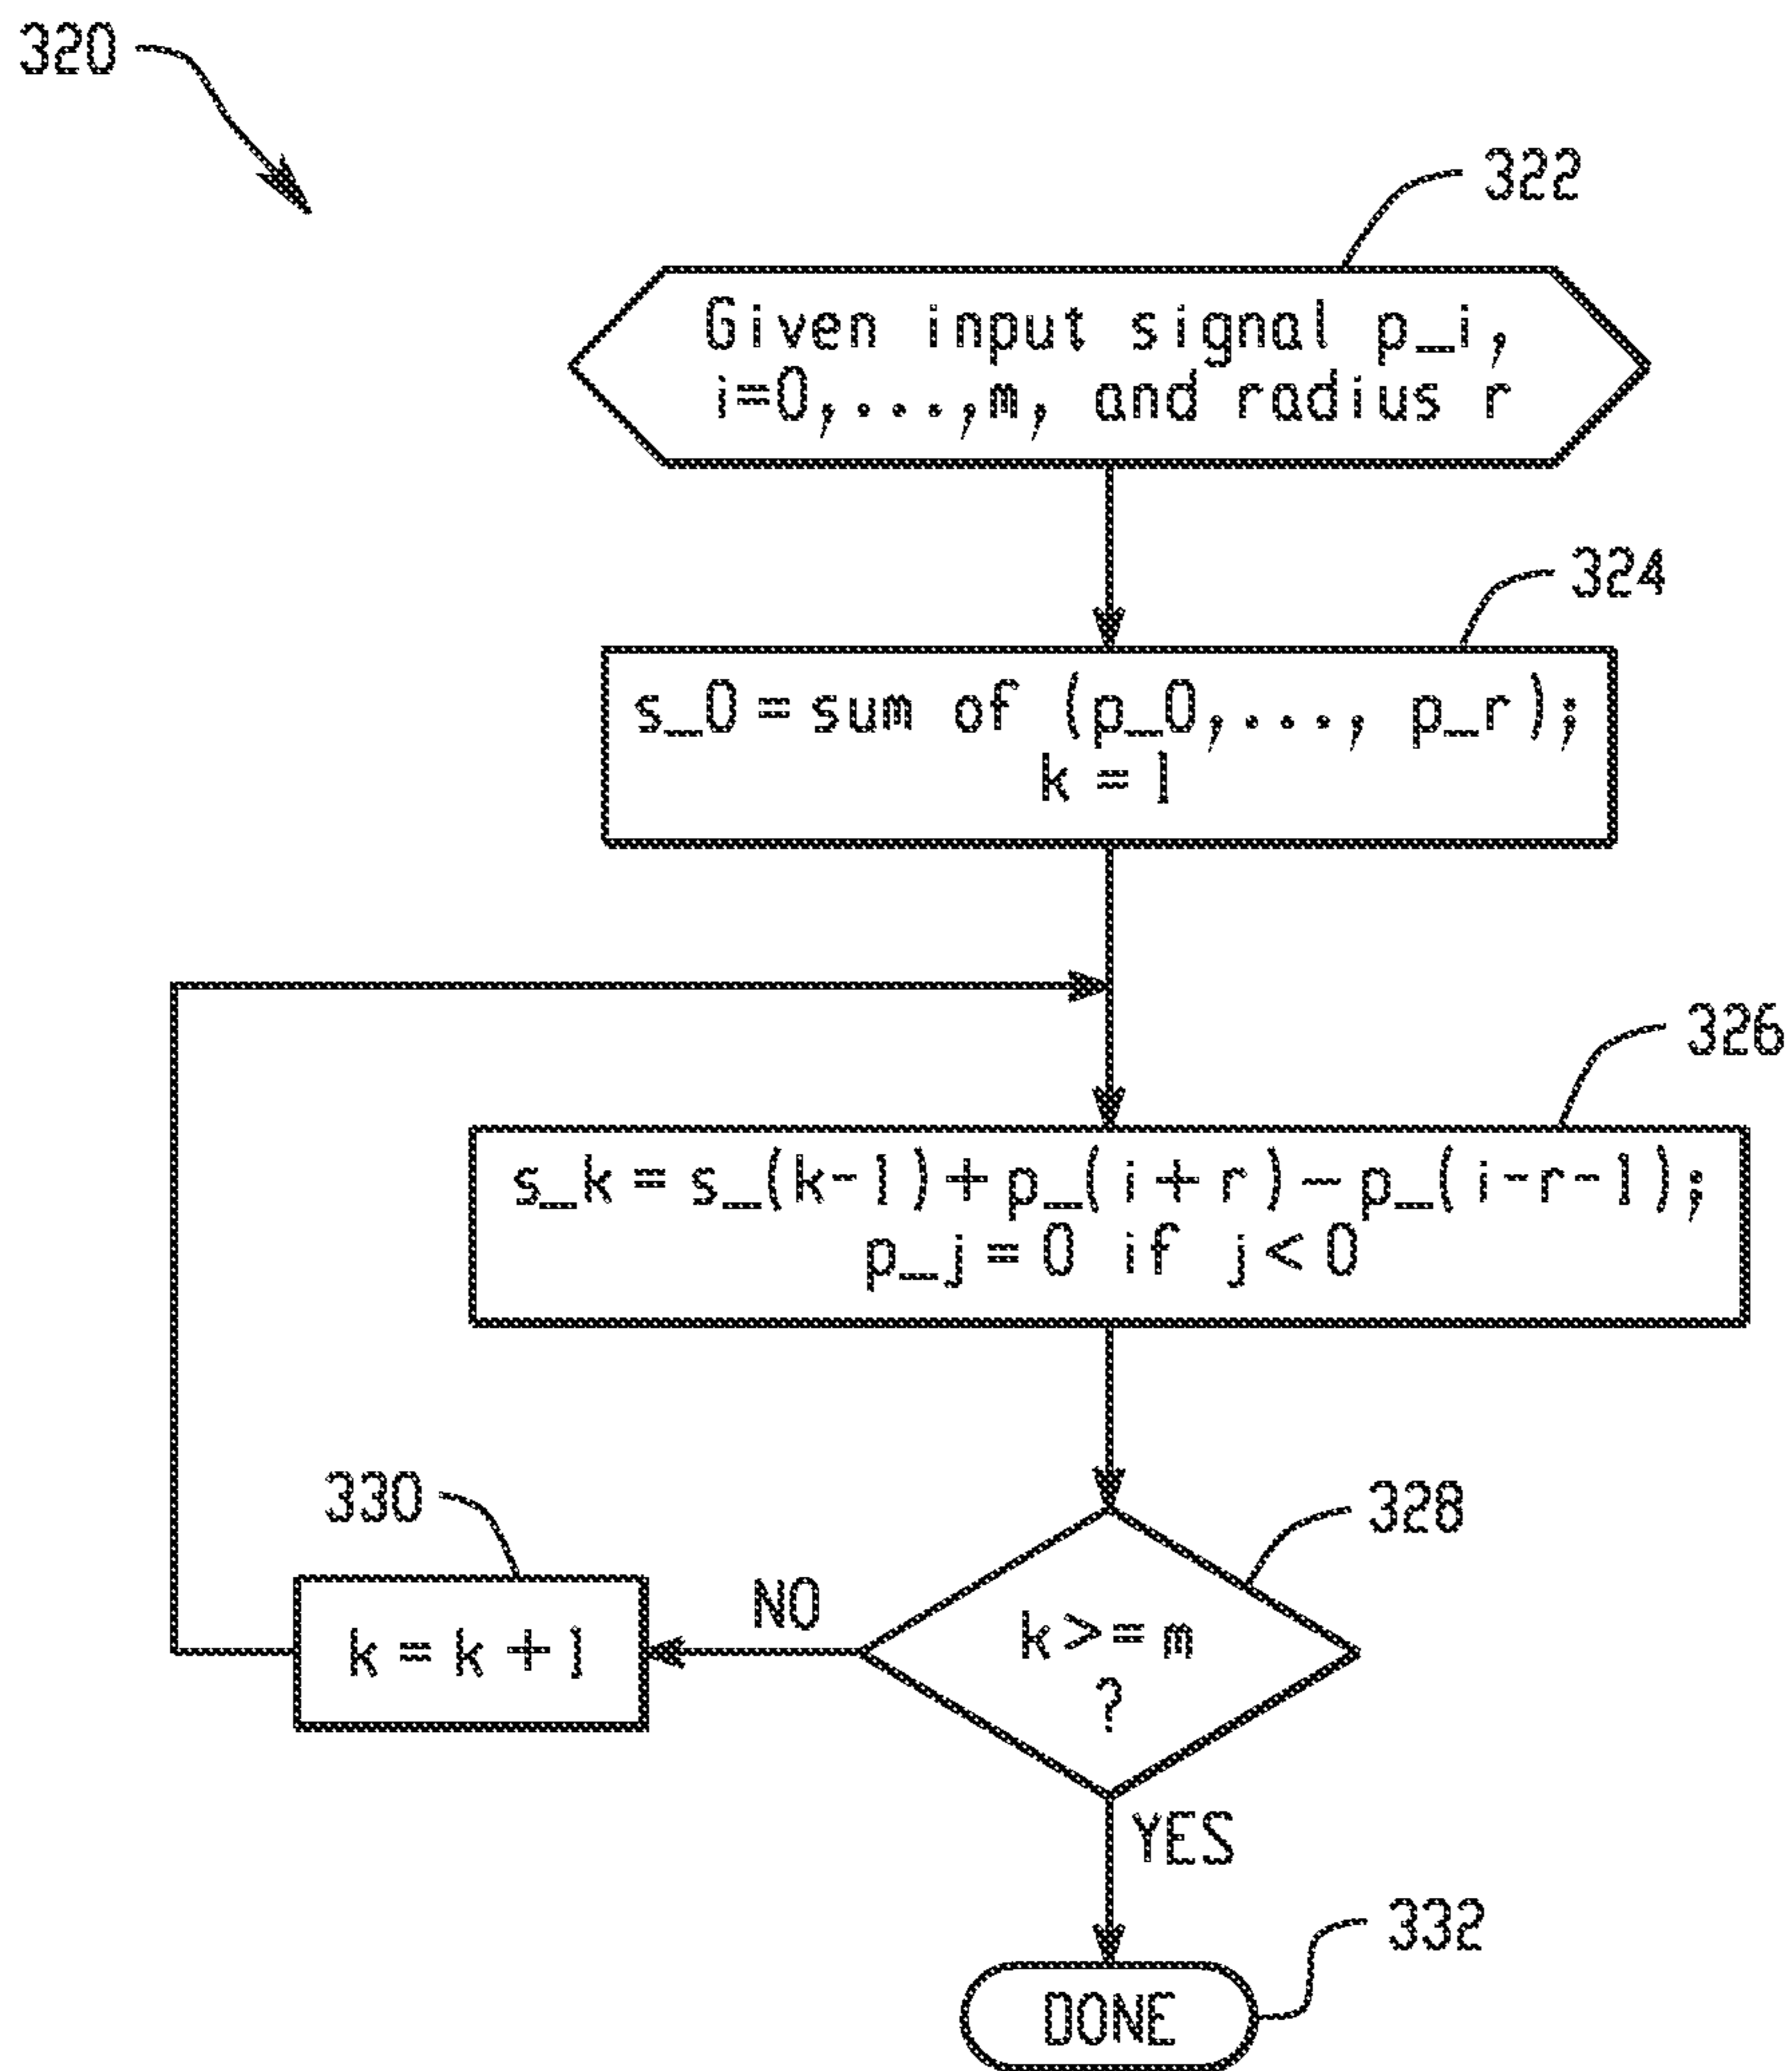 320
322
Given input signal p_i,
i=0,...,m, and radius r
324
s_0=sum of (p_0,..., p_r);
k=1
326
s_k=s_(k-1)+p_(i+r)-p_(i-r-1);
p_j=0 if j<0
328
k>=m
?
NO
330
k=k+1
YES
332
DONE